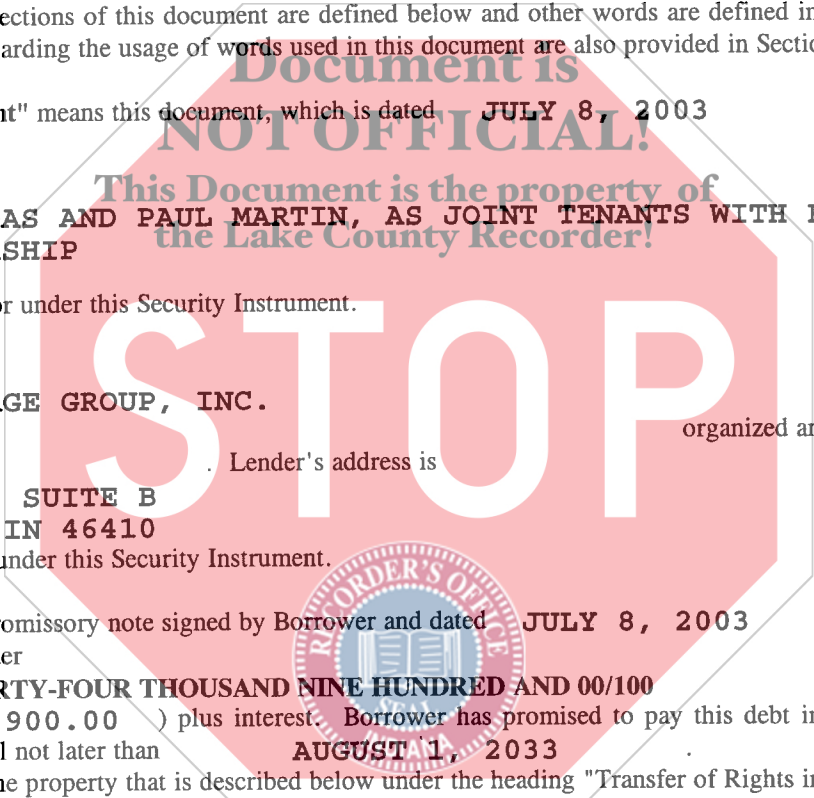 ections of this document are defined below and other words are defined in
arding the usage of words used in this document are also provided in Sectio
Document is
nt" means this document, which is dated JULY 8, 2003
NOT OFFICIAL!
This Document is the property of
AS AND PAUL MARTIN, AS JOINT TENANTS WITH
the Lake County Recorder!
SHIP
r under this Security Instrument.
STOP
GE GROUP, INC.
organized an
. Lender's address is
SUITE B
IN 46410
under this Security Instrument.
RECORDER'S OFFICE
omissory note signed by Borrower and dated JULY 8, 2003
er
RTY-FOUR THOUSAND NINE HUNDRED AND 00/100
SEAL
900.00 ) plus interest. Borrower has promised to pay this debt in
INDIANA
l not later than AUGUST 1, 2033 .
ne property that is described below under the heading "Transfer of Rights in